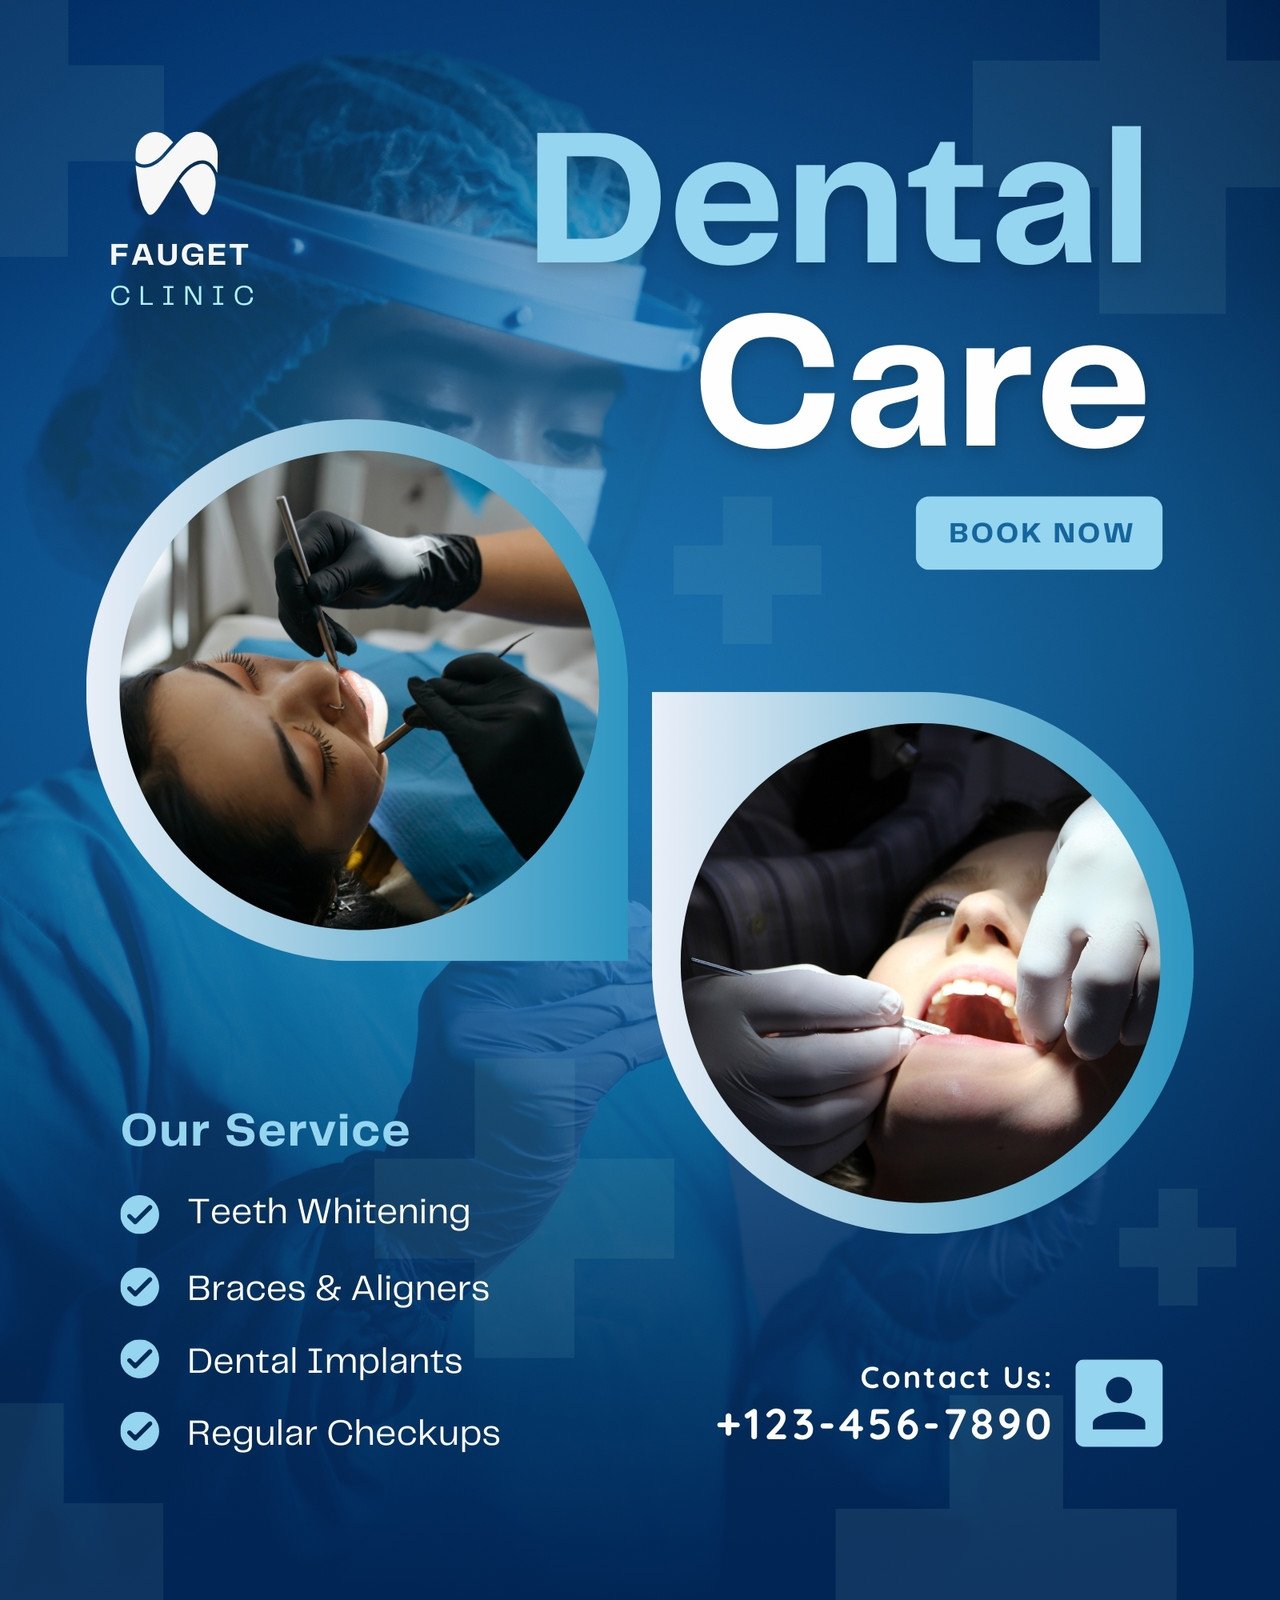 FAUGET
CLINIC
Dental
Care
BOOK NOW
Our Service
Teeth Whitening
Braces & Aligners
Dental Implants
Regular Checkups
Contact Us:
+123-456-7890